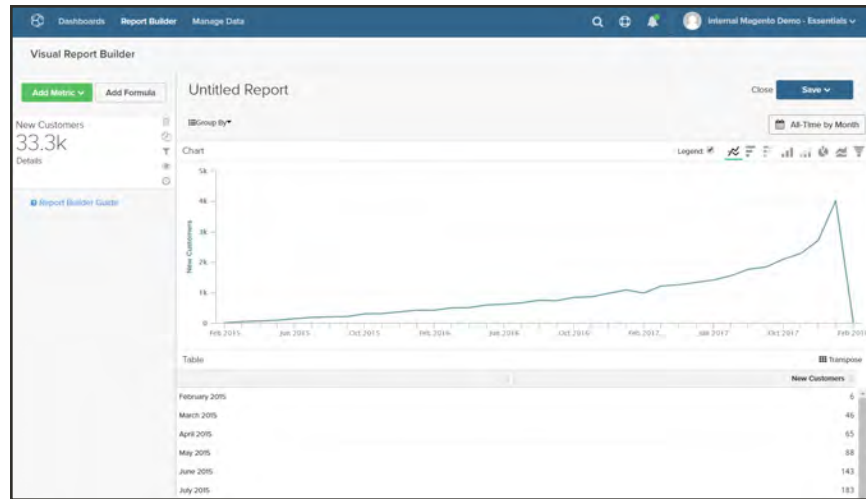 Dashboards Report Builder Manage Data Internal Magento Demo - Essentials
Visual Report Builder
Add Metric Add Formula Untitled Report Close Save
New Customers
33.3k
Details
Group By
All-Time by Month
Chart Legend
Report Builder Guide
New Customers
5k
4k
3k
2k
1k
0
Feb 2015 Jun 2015 Oct 2015 Feb 2016 Jun 2016 Oct 2016 Feb 2017 Jun 2017 Oct 2017 Feb 2018
Table Transpose
New Customers
February 2015 6
March 2015 46
April 2015 65
May 2015 88
June 2015 143
July 2015 183